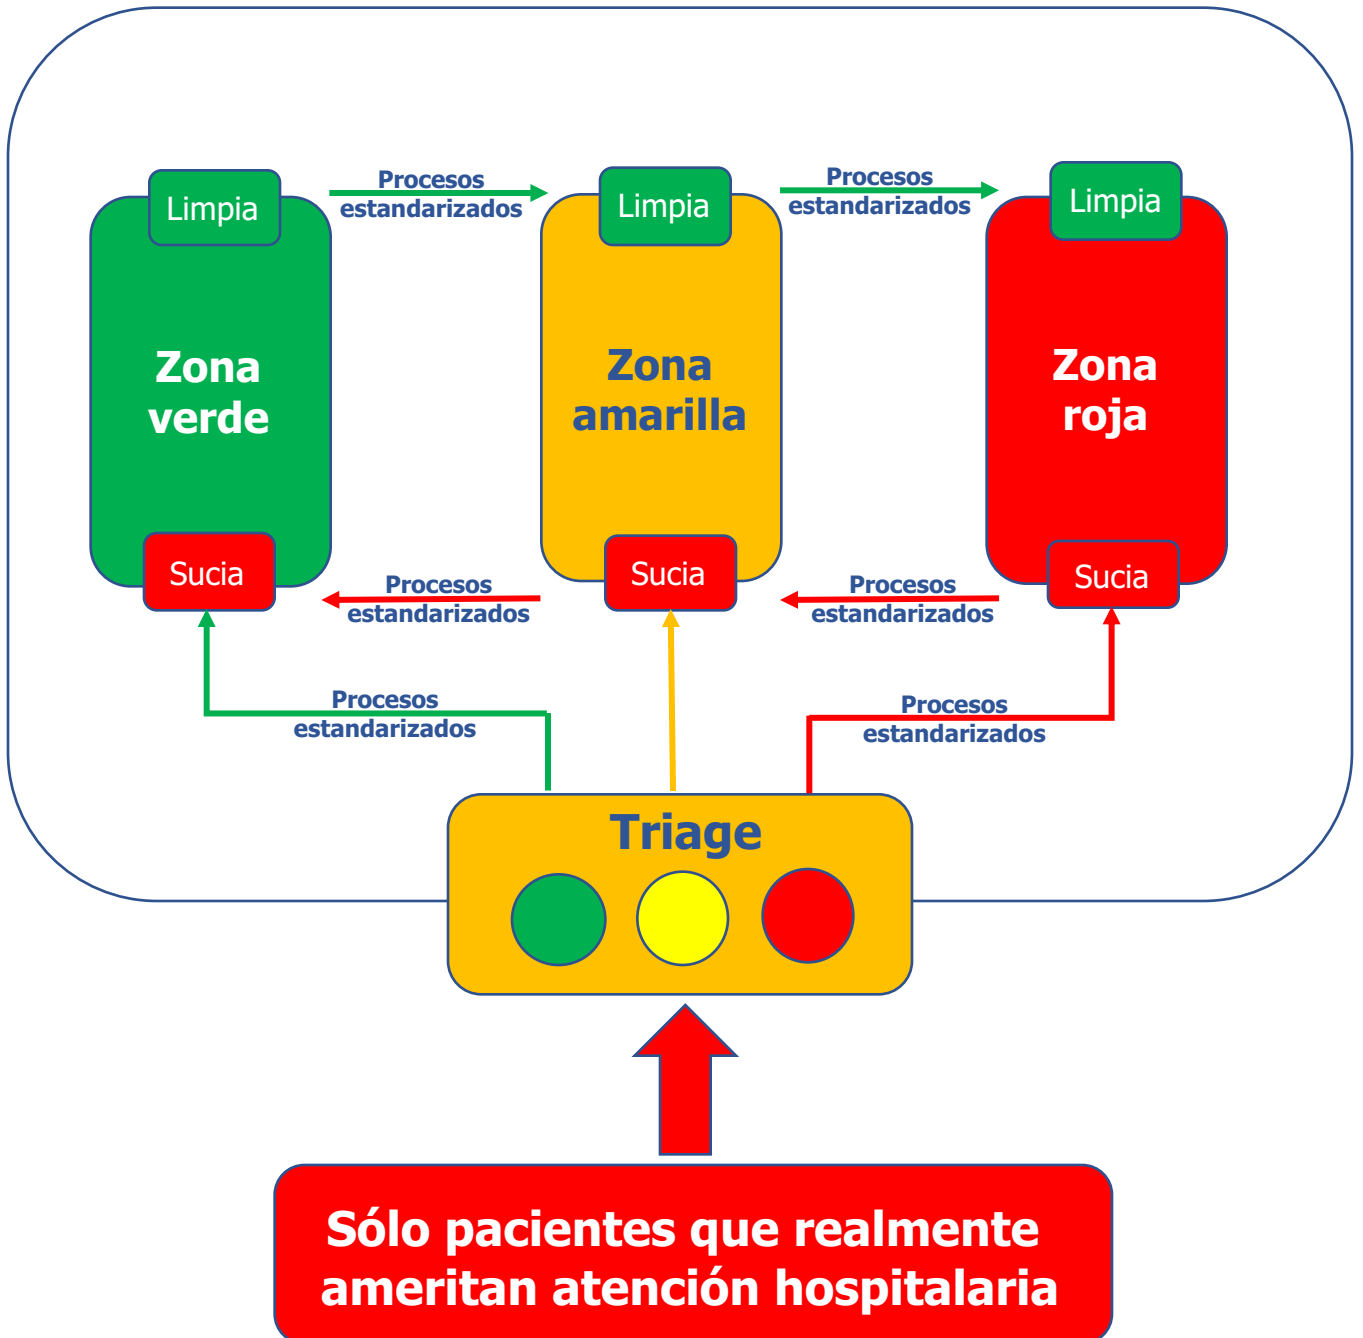 Limpia
Procesos
estandarizados
Limpia
Procesos
estandarizados
Limpia
Zona
verde
Zona
amarilla
Zona
roja
Sucia
Procesos
estandarizados
Sucia
Procesos
estandarizados
Sucia
Procesos
estandarizados
Procesos
estandarizados
Triage
Sólo pacientes que realmente
ameritan atención hospitalaria